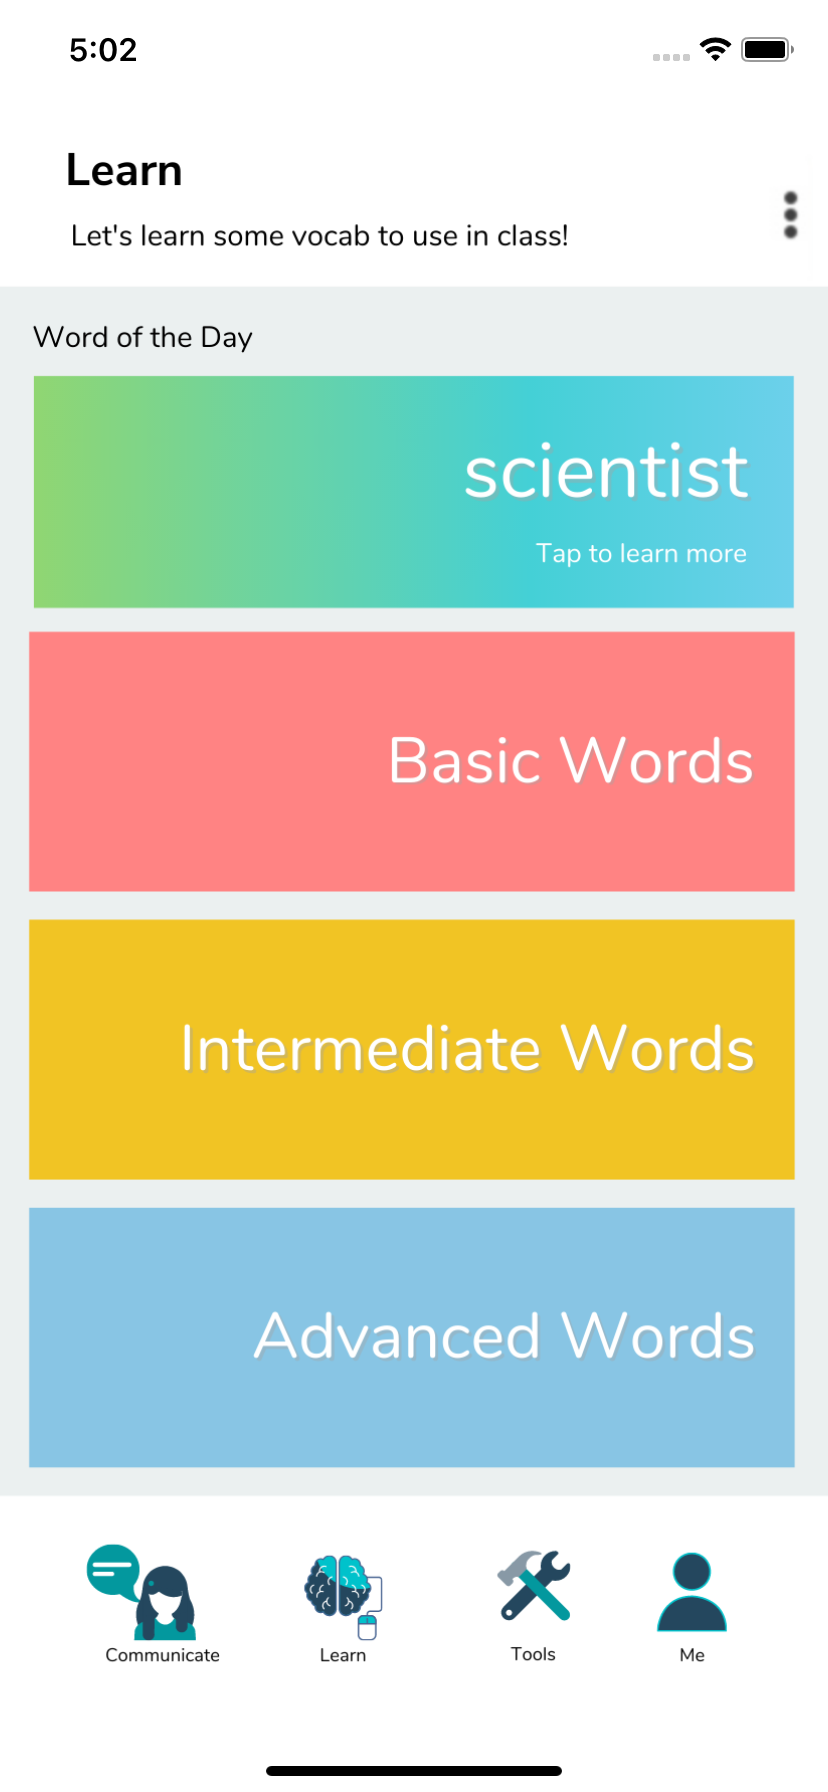 5:02
Learn
Let's learn some vocab to use in class!
Word of the Day
scientist
Tap to learn more
Basic Words
Intermediate Words
Advanced Words
Communicate
Learn
Tools
Me